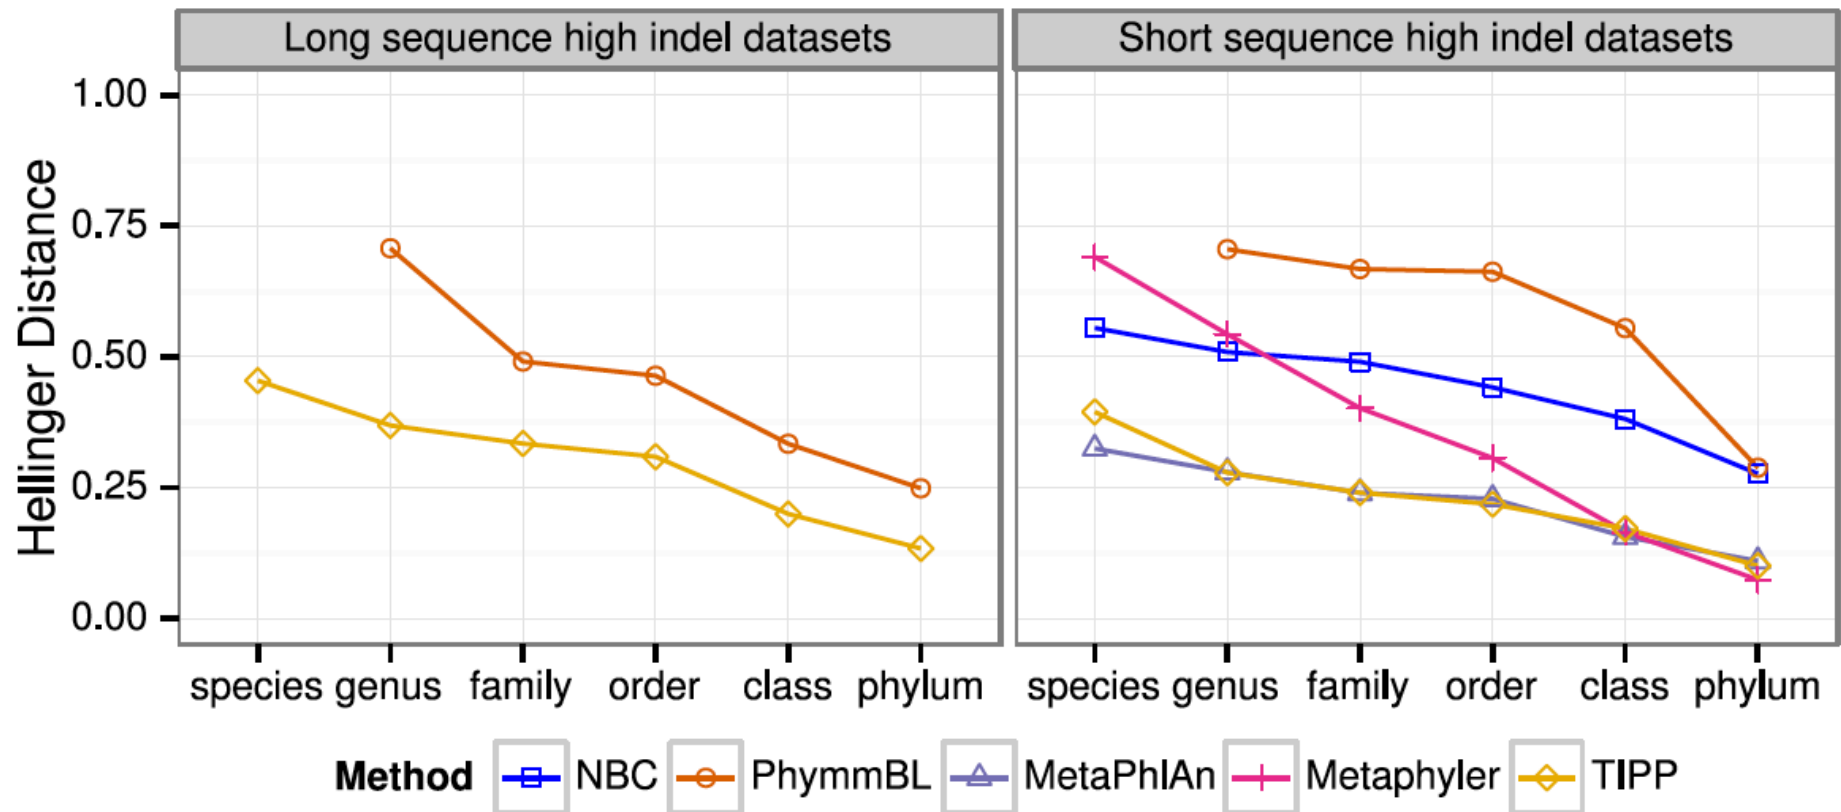 Long sequence high indel datasets
Short sequence high indel datasets
Hellinger Distance
1.00
0.75
0.50
0.25
0.00
species genus family order class phylum
species genus family order class phylum
Method NBC PhymmBL MetaPhlAn Metaphyler TIPP